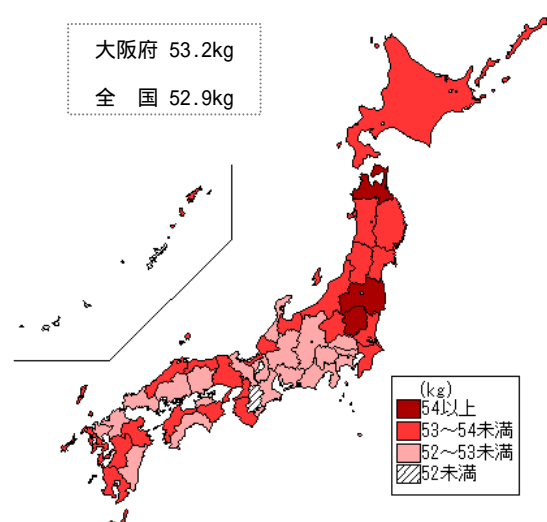 大阪府 53.2kg
全　国 52.9kg
(kg)
54以上
53～54未満
52～53未満
52未満